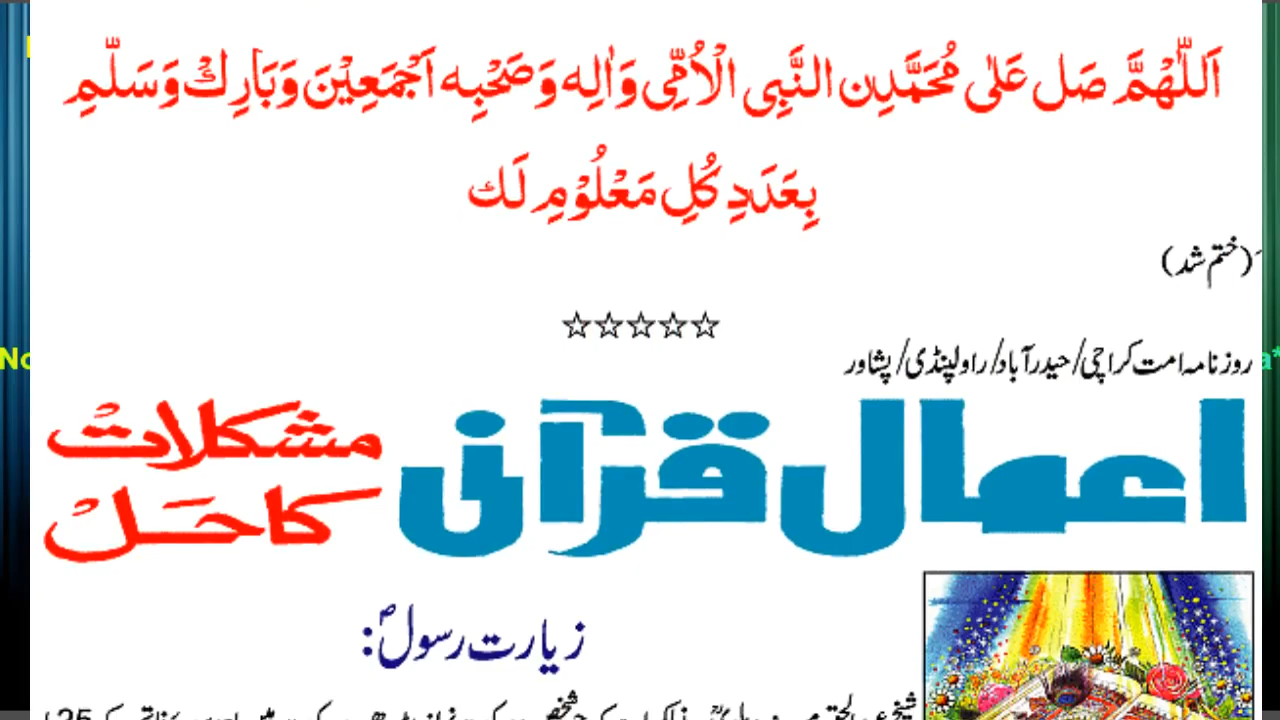 اَللّٰهُمَّ صَلِ عَلٰى مُحَمَّدِنِ النَّبِى الْاُمِّى وَاٰلِه وَصَحْبِه اَجْمَعِيْنَ وَبَارِكْ وَسَلِّمِ
بِعَدَدِ كُلِ مَعْلُوْمِ لَك
(ختم شد)
☆☆☆☆☆
روزنامہ امت کراچی/حیدرآباد/راولپنڈی/پشاور
اعمال قرآنی
مشکلات
کا حل
زیارت رسولؐ: